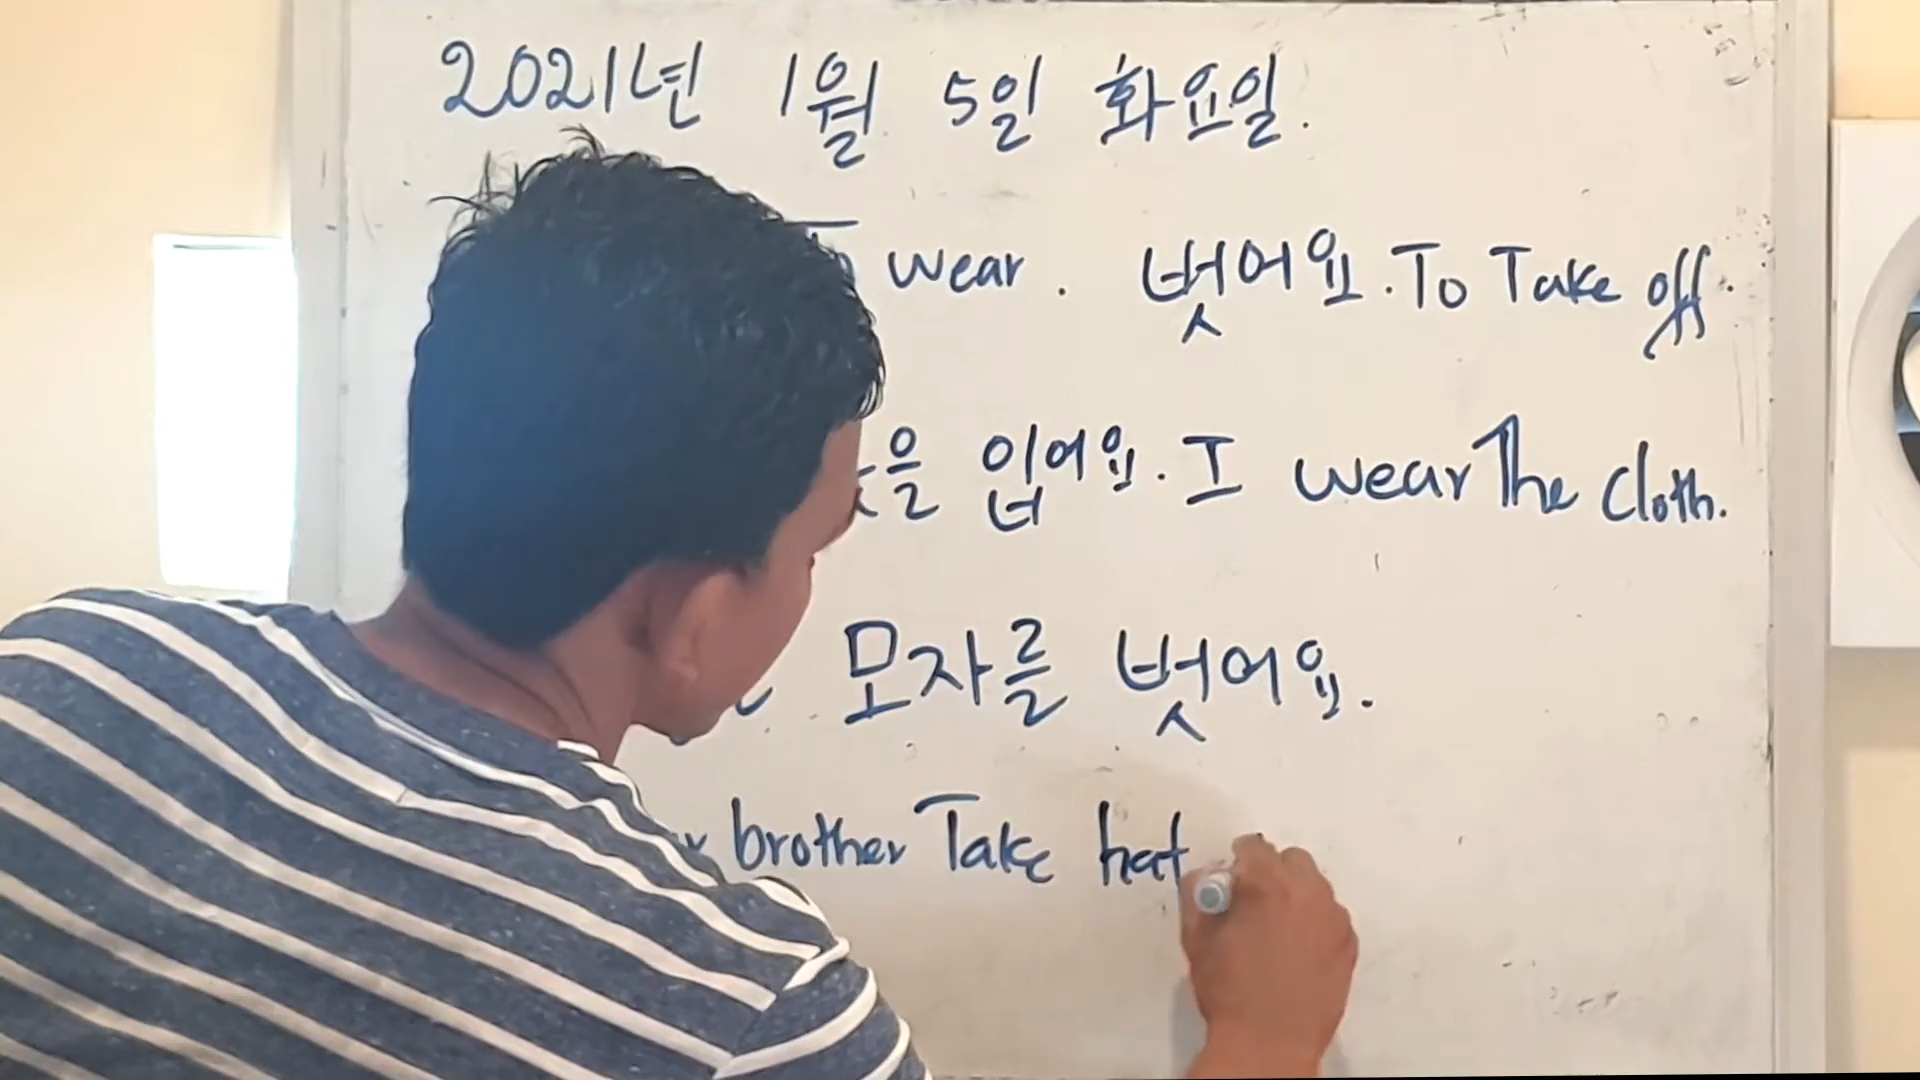 2021년 1월 5일 화요일.
wear. 벗어요. To Take off.
을 입어요. I wear The cloth.
모자를 벗어요.
brother Take hat